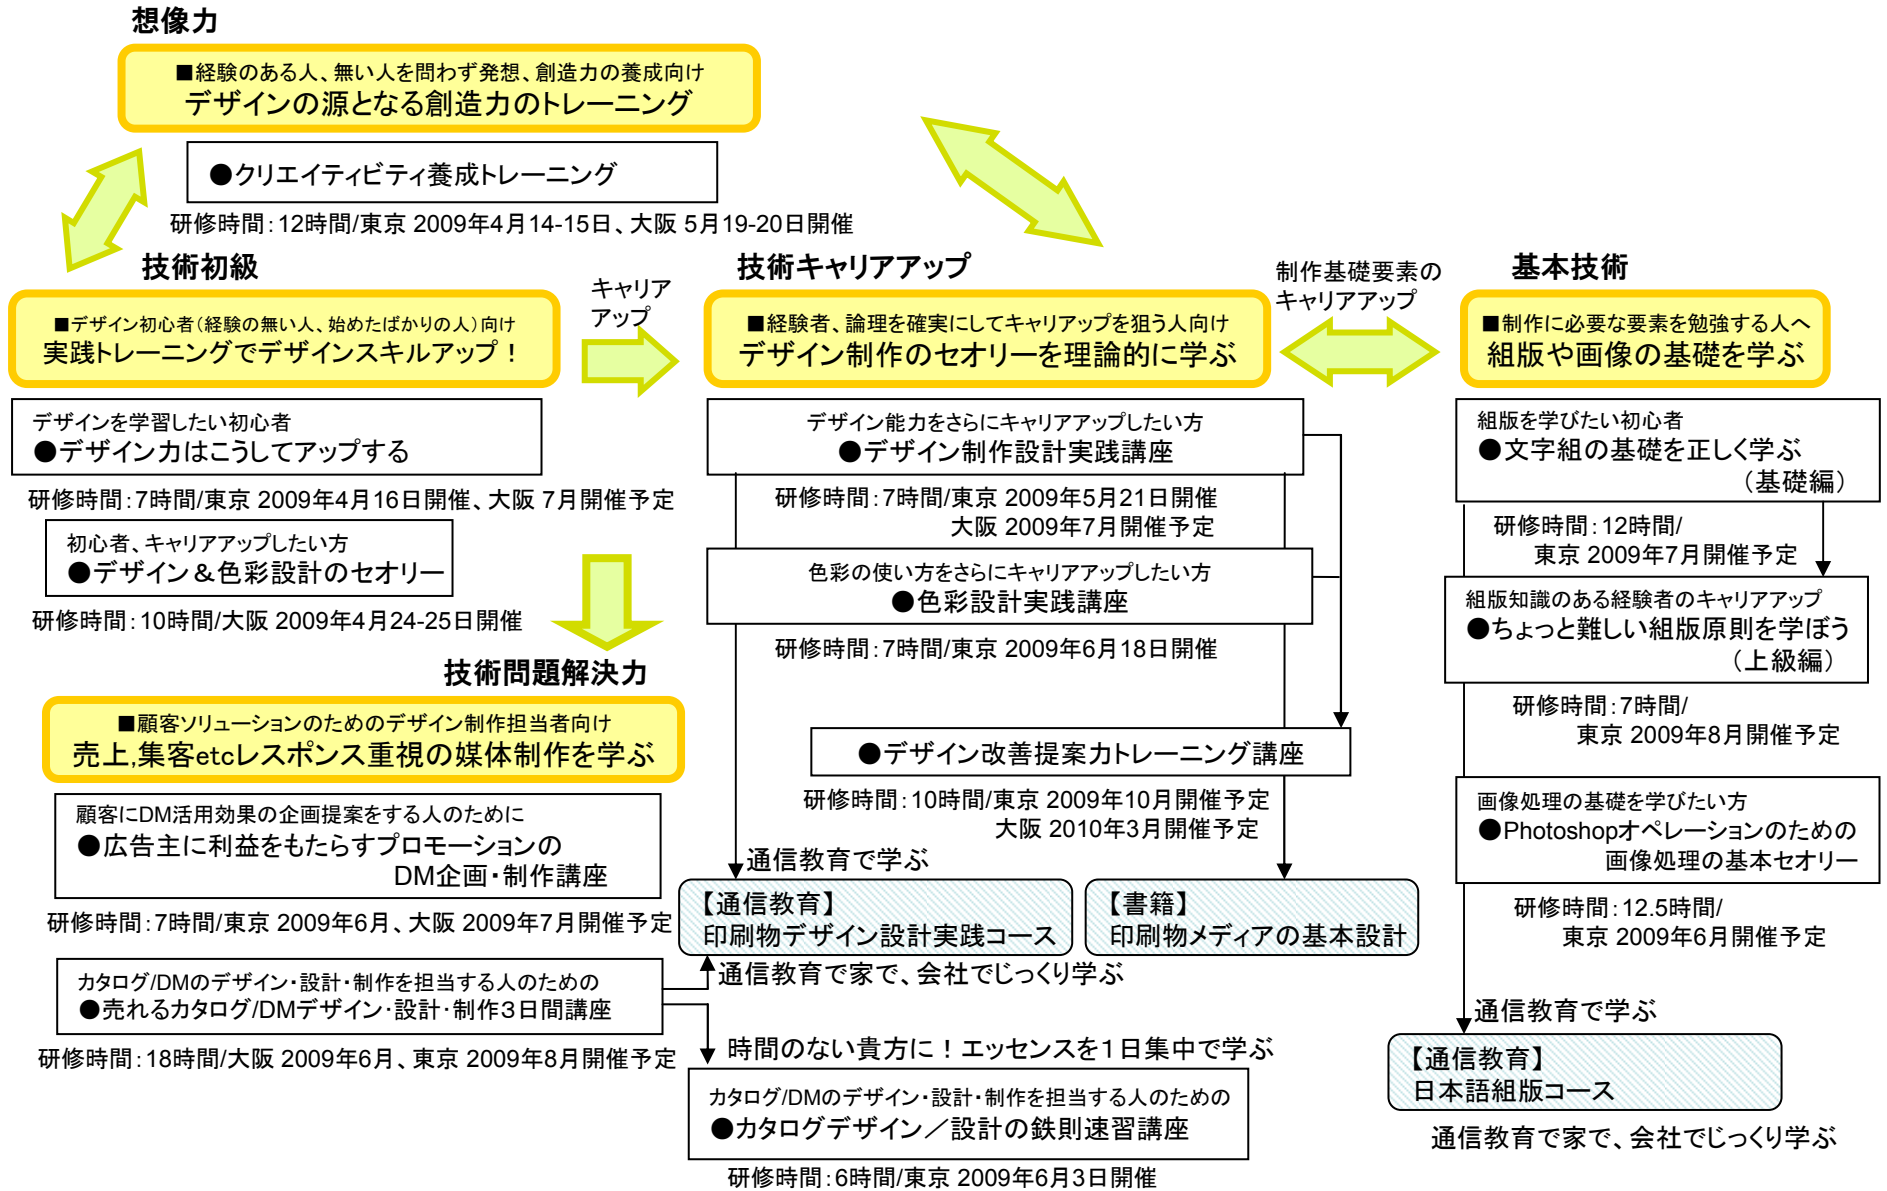 想像力
■経験のある人、無い人を問わず発想、創造力の養成向け
デザインの源となる創造力のトレーニング
●クリエイティビティ養成トレーニング
研修時間：12時間/東京 2009年4月14-15日、大阪 5月19-20日開催
技術初級
■デザイン初心者（経験の無い人、始めたばかりの人）向け
実践トレーニングでデザインスキルアップ！
キャリア
アップ
デザインを学習したい初心者
●デザイン力はこうしてアップする
研修時間：7時間/東京 2009年4月16日開催、大阪 7月開催予定
初心者、キャリアアップしたい方
●デザイン＆色彩設計のセオリー
研修時間：10時間/大阪 2009年4月24-25日開催
技術問題解決力
■顧客ソリューションのためのデザイン制作担当者向け
売上,集客etcレスポンス重視の媒体制作を学ぶ
顧客にDM活用効果の企画提案をする人のために
●広告主に利益をもたらすプロモーションの
DM企画・制作講座
研修時間：7時間/東京 2009年6月、大阪 2009年7月開催予定
カタログ/DMのデザイン・設計・制作を担当する人のための
●売れるカタログ/DMデザイン・設計・制作３日間講座
研修時間：18時間/大阪 2009年6月、東京 2009年8月開催予定
技術キャリアアップ
■経験者、論理を確実にしてキャリアップを狙う人向け
デザイン制作のセオリーを理論的に学ぶ
デザイン能力をさらにキャリアアップしたい方
●デザイン制作設計実践講座
研修時間：7時間/東京 2009年5月21日開催
大阪 2009年7月開催予定
色彩の使い方をさらにキャリアアップしたい方
●色彩設計実践講座
研修時間：7時間/東京 2009年6月18日開催
●デザイン改善提案力トレーニング講座
研修時間：10時間/東京 2009年10月開催予定
大阪 2010年3月開催予定
通信教育で学ぶ
【通信教育】
印刷物デザイン設計実践コース
【書籍】
印刷物メディアの基本設計
通信教育で家で、会社でじっくり学ぶ
時間のない貴方に！エッセンスを１日集中で学ぶ
カタログ/DMのデザイン・設計・制作を担当する人のための
●カタログデザイン／設計の鉄則速習講座
研修時間：6時間/東京 2009年6月3日開催
制作基礎要素の
キャリアアップ
基本技術
■制作に必要な要素を勉強する人へ
組版や画像の基礎を学ぶ
組版を学びたい初心者
●文字組の基礎を正しく学ぶ
（基礎編）
研修時間：12時間/
東京 2009年7月開催予定
組版知識のある経験者のキャリアアップ
●ちょっと難しい組版原則を学ぼう
（上級編）
研修時間：7時間/
東京 2009年8月開催予定
画像処理の基礎を学びたい方
●Photoshopオペレーションのための
画像処理の基本セオリー
研修時間：12.5時間/
東京 2009年6月開催予定
通信教育で学ぶ
【通信教育】
日本語組版コース
通信教育で家で、会社でじっくり学ぶ